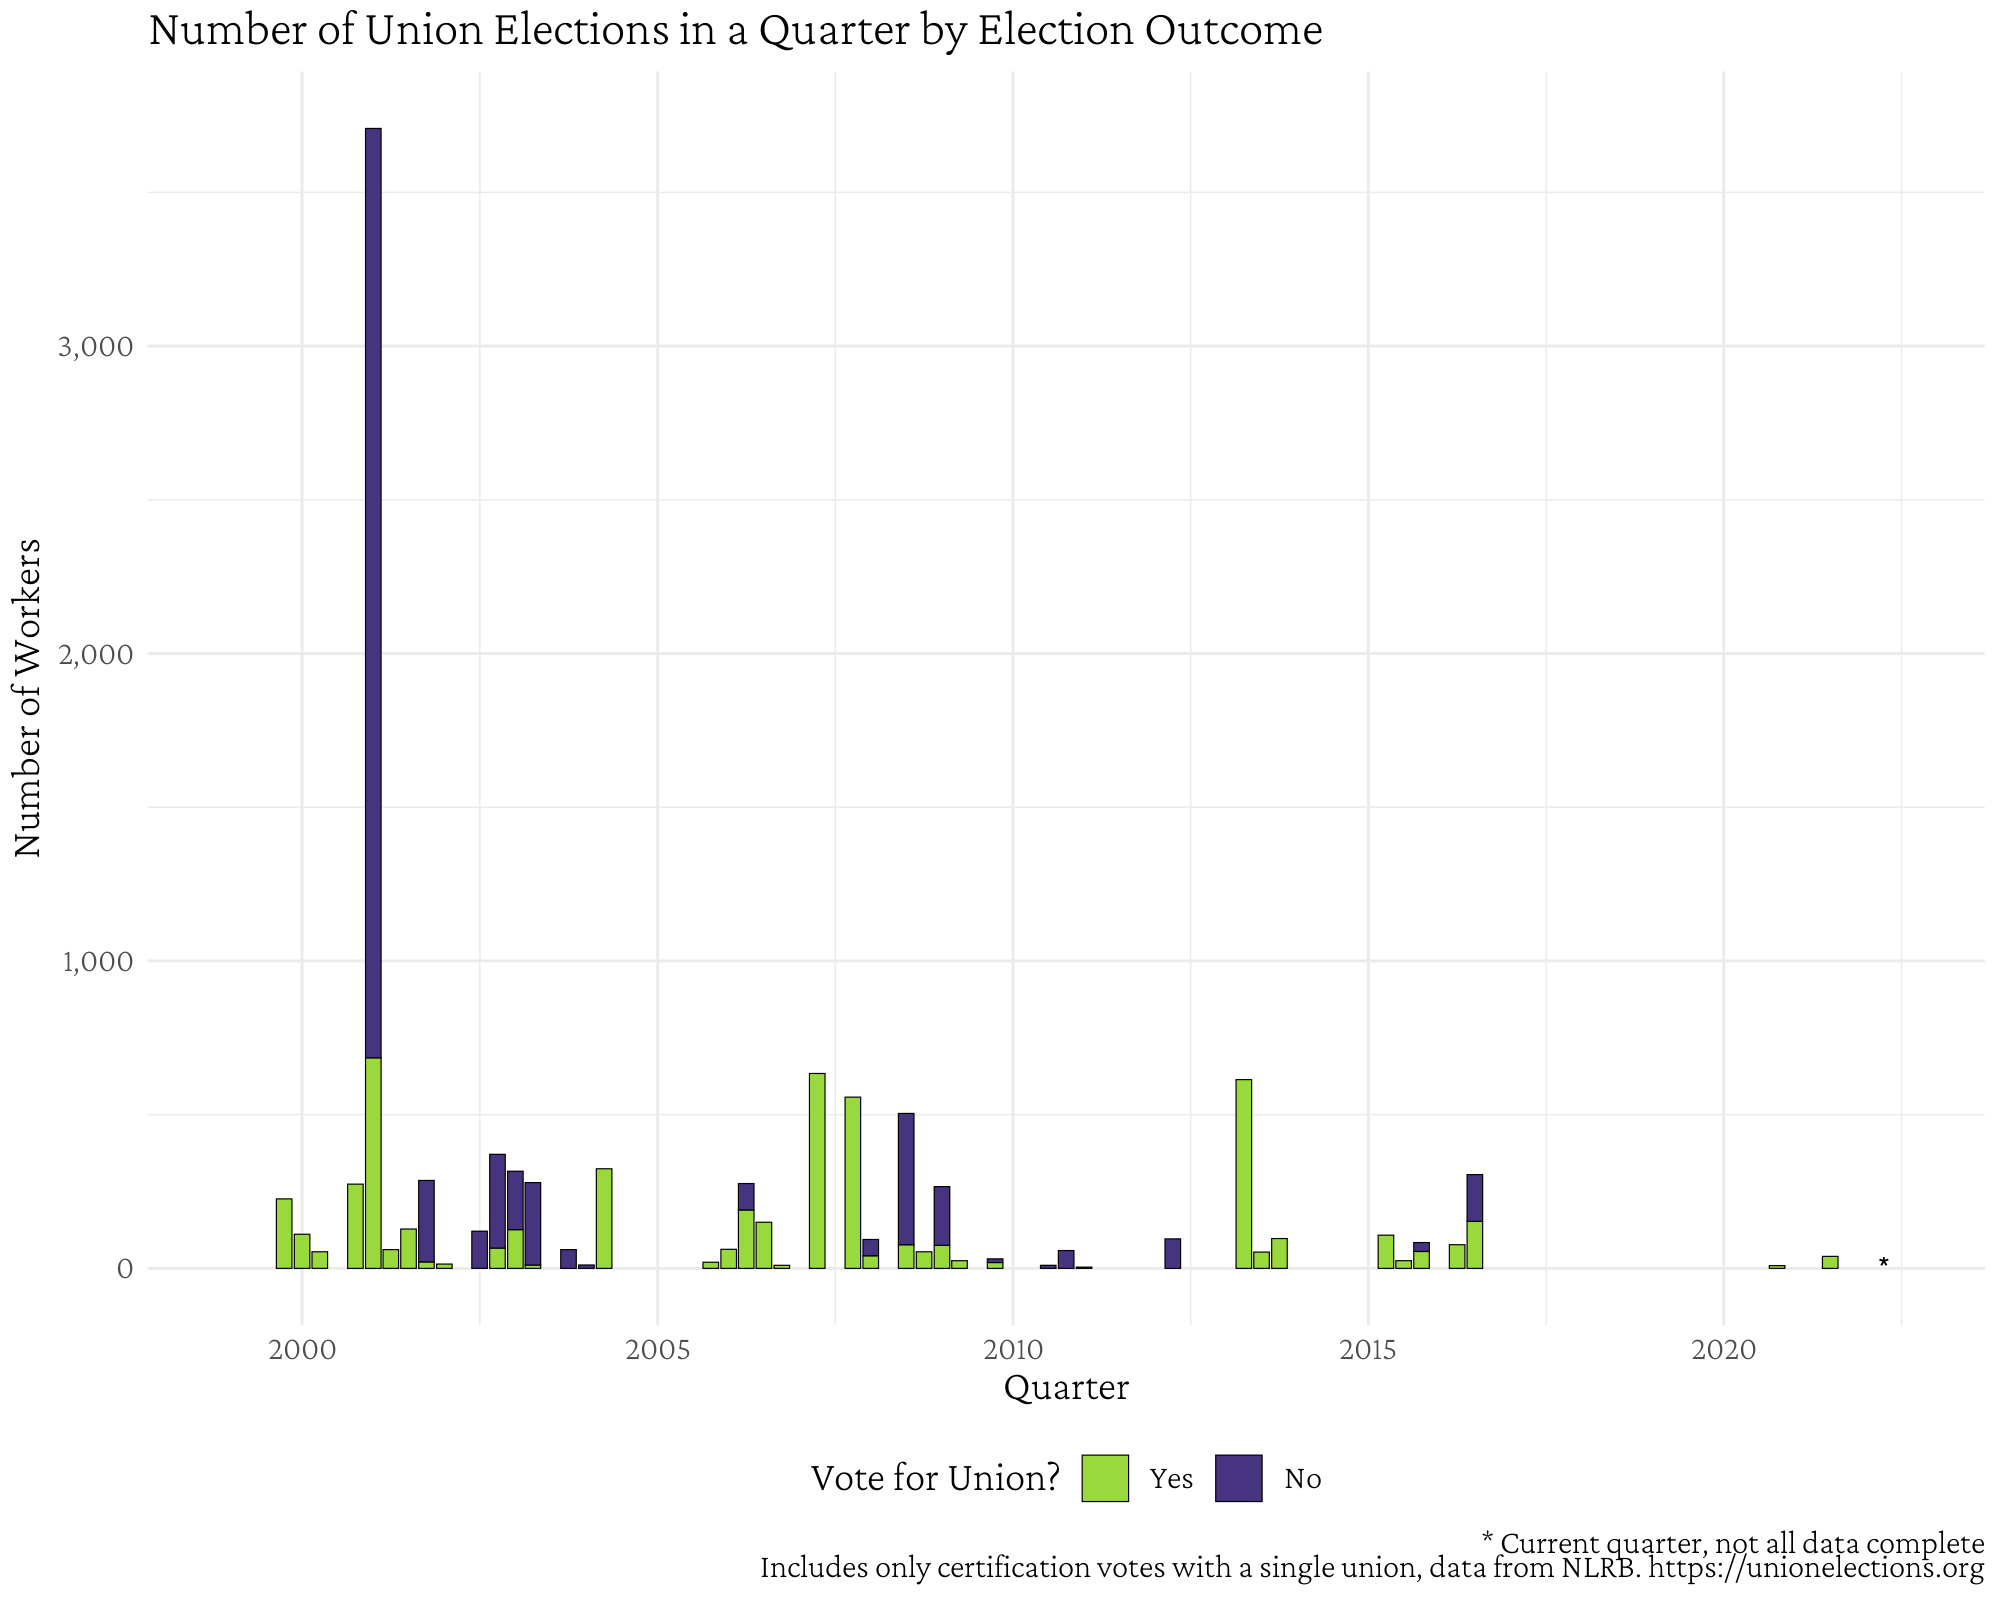 Number of Union Elections in a Quarter by Election Outcome
Number of Workers
3,000
2,000
1,000
0
*
2000 2005 2010 2015 2020
Quarter
Vote for Union? Yes No
* Current quarter, not all data complete
Includes only certification votes with a single union, data from NLRB. https://unionelections.org